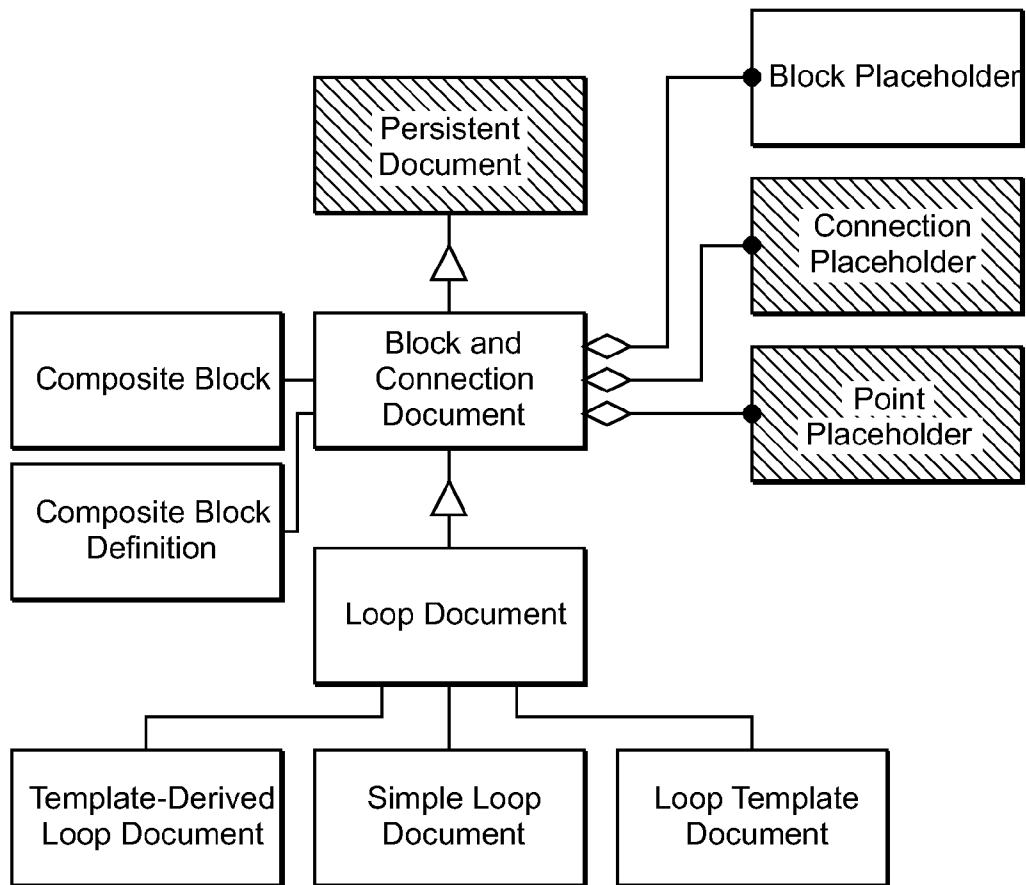 Block Placeholder
Persistent
Document
Connection
Placeholder
Composite Block
Block and
Connection
Document
Point
Placeholder
Composite Block
Definition
Loop Document
Template-Derived
Loop Document
Simple Loop
Document
Loop Template
Document